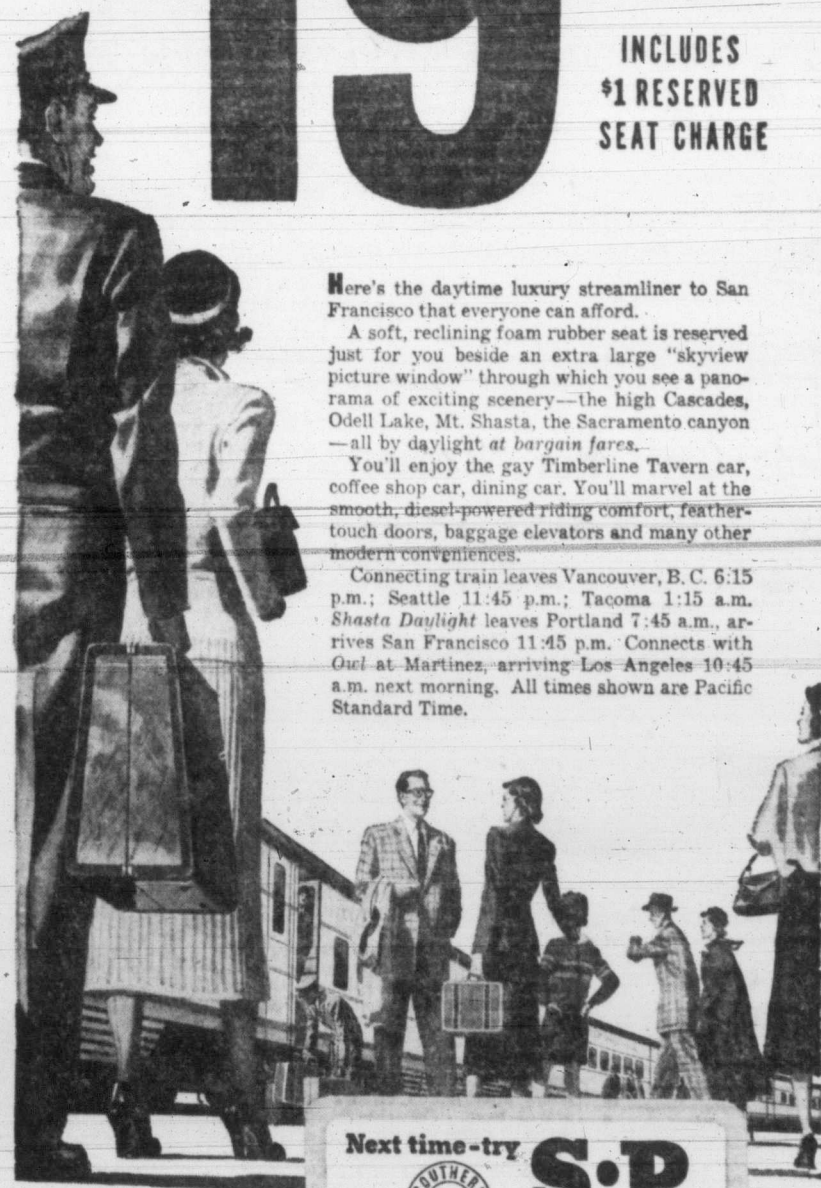 19
INCLUDES
$1 RESERVED
SEAT CHARGE
Here's the daytime luxury streamliner to San
Francisco that everyone can afford.
A soft, reclining foam rubber seat is reserved
just for you beside an extra large "skyview
picture window" through which you see a pano-
rama of exciting scenery—the high Cascades,
Odell Lake, Mt. Shasta, the Sacramento canyon
—all by daylight at bargain fares.
You'll enjoy the gay Timberline Tavern car,
coffee shop car, dining car. You'll marvel at the
smooth, diesel-powered riding comfort, feather-
touch doors, baggage elevators and many other
modern conveniences.
Connecting train leaves Vancouver, B. C. 6:15
p.m.; Seattle 11:45 p.m.; Tacoma 1:15 a.m.
Shasta Daylight leaves Portland 7:45 a.m., ar-
rives San Francisco 11:45 p.m. Connects with
Owl at Martinez, arriving Los Angeles 10:45
a.m. next morning. All times shown are Pacific
Standard Time.
Next time-try S·P
SOUTHERN